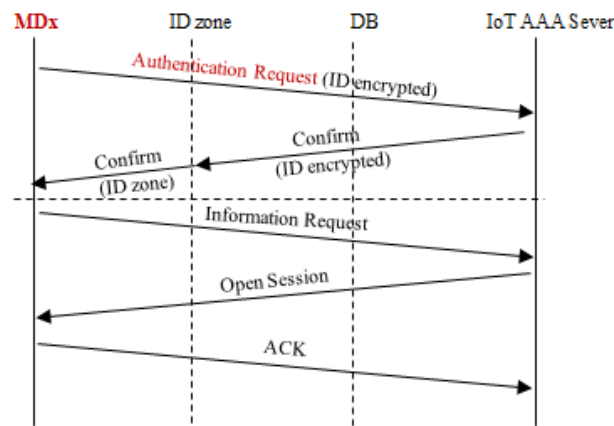 MDx ID zone DB IoT AAA Sever
Authentication Request (ID encrypted)
Confirm
(ID encrypted)
Confirm
(ID zone)
Information Request
Open Session
ACK